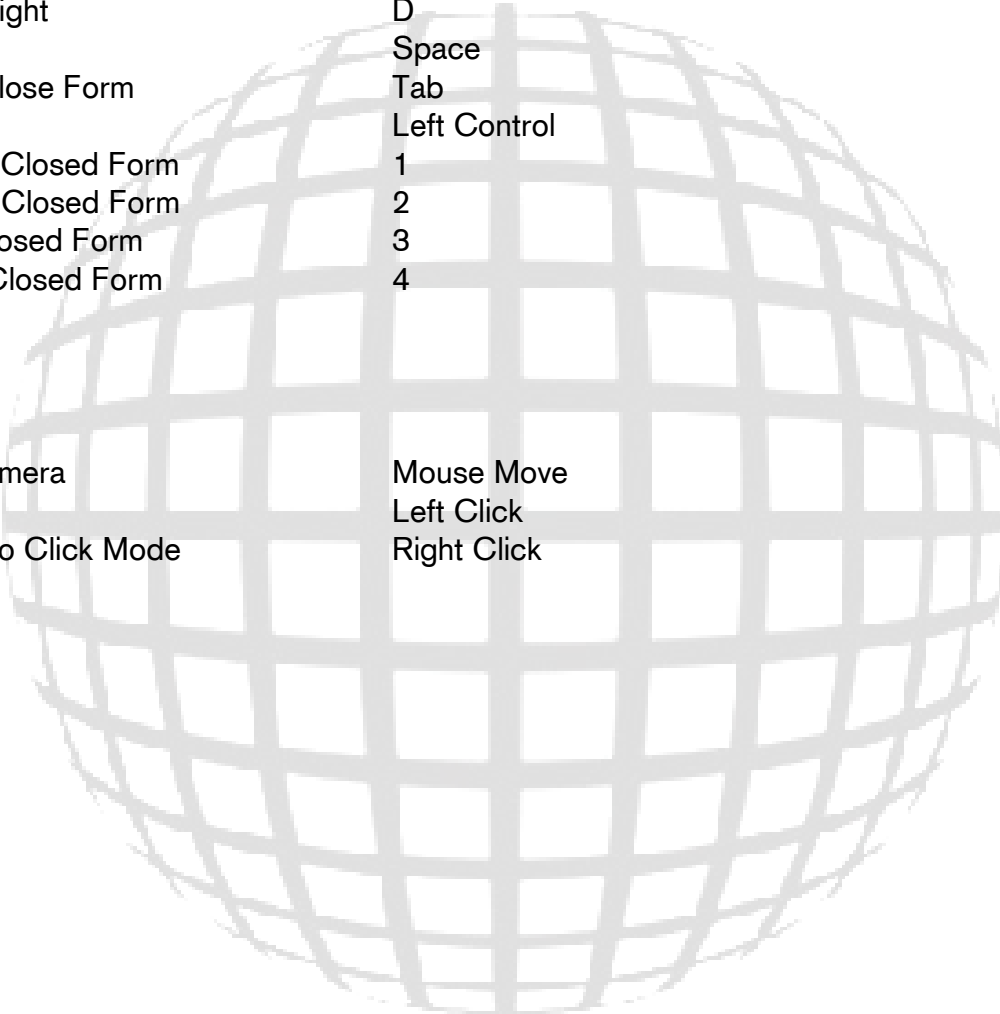 ight D
Space
lose Form Tab
Left Control
Closed Form 1
Closed Form 2
osed Form 3
Closed Form 4
mera Mouse Move
Left Click
o Click Mode Right Click